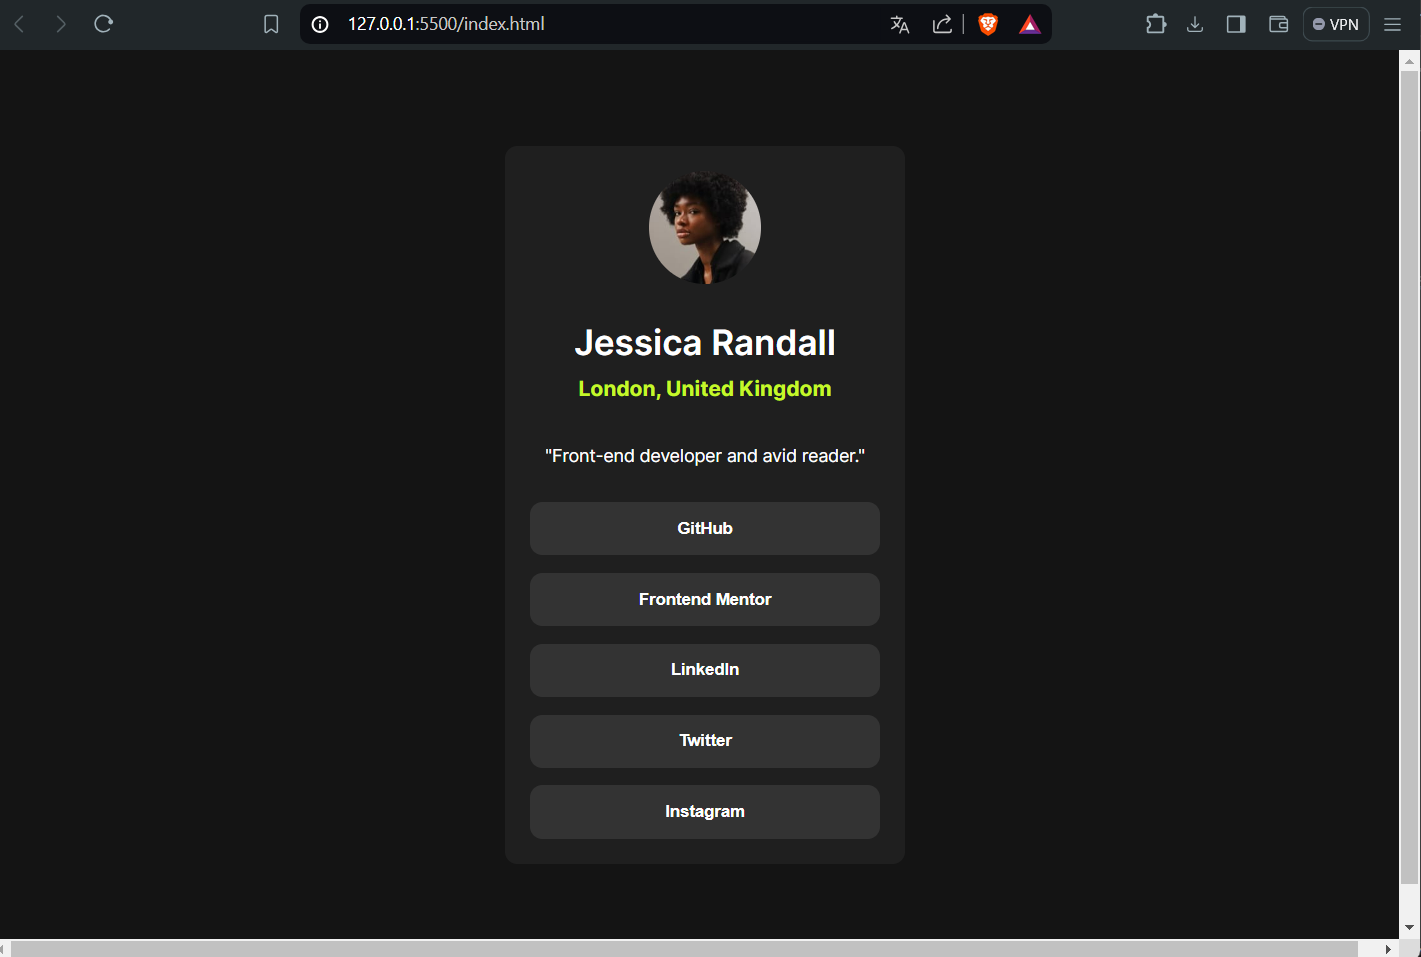 127.0.0.1:5500/index.html
VPN
Jessica Randall
London, United Kingdom
"Front-end developer and avid reader."
GitHub
Frontend Mentor
LinkedIn
Twitter
Instagram